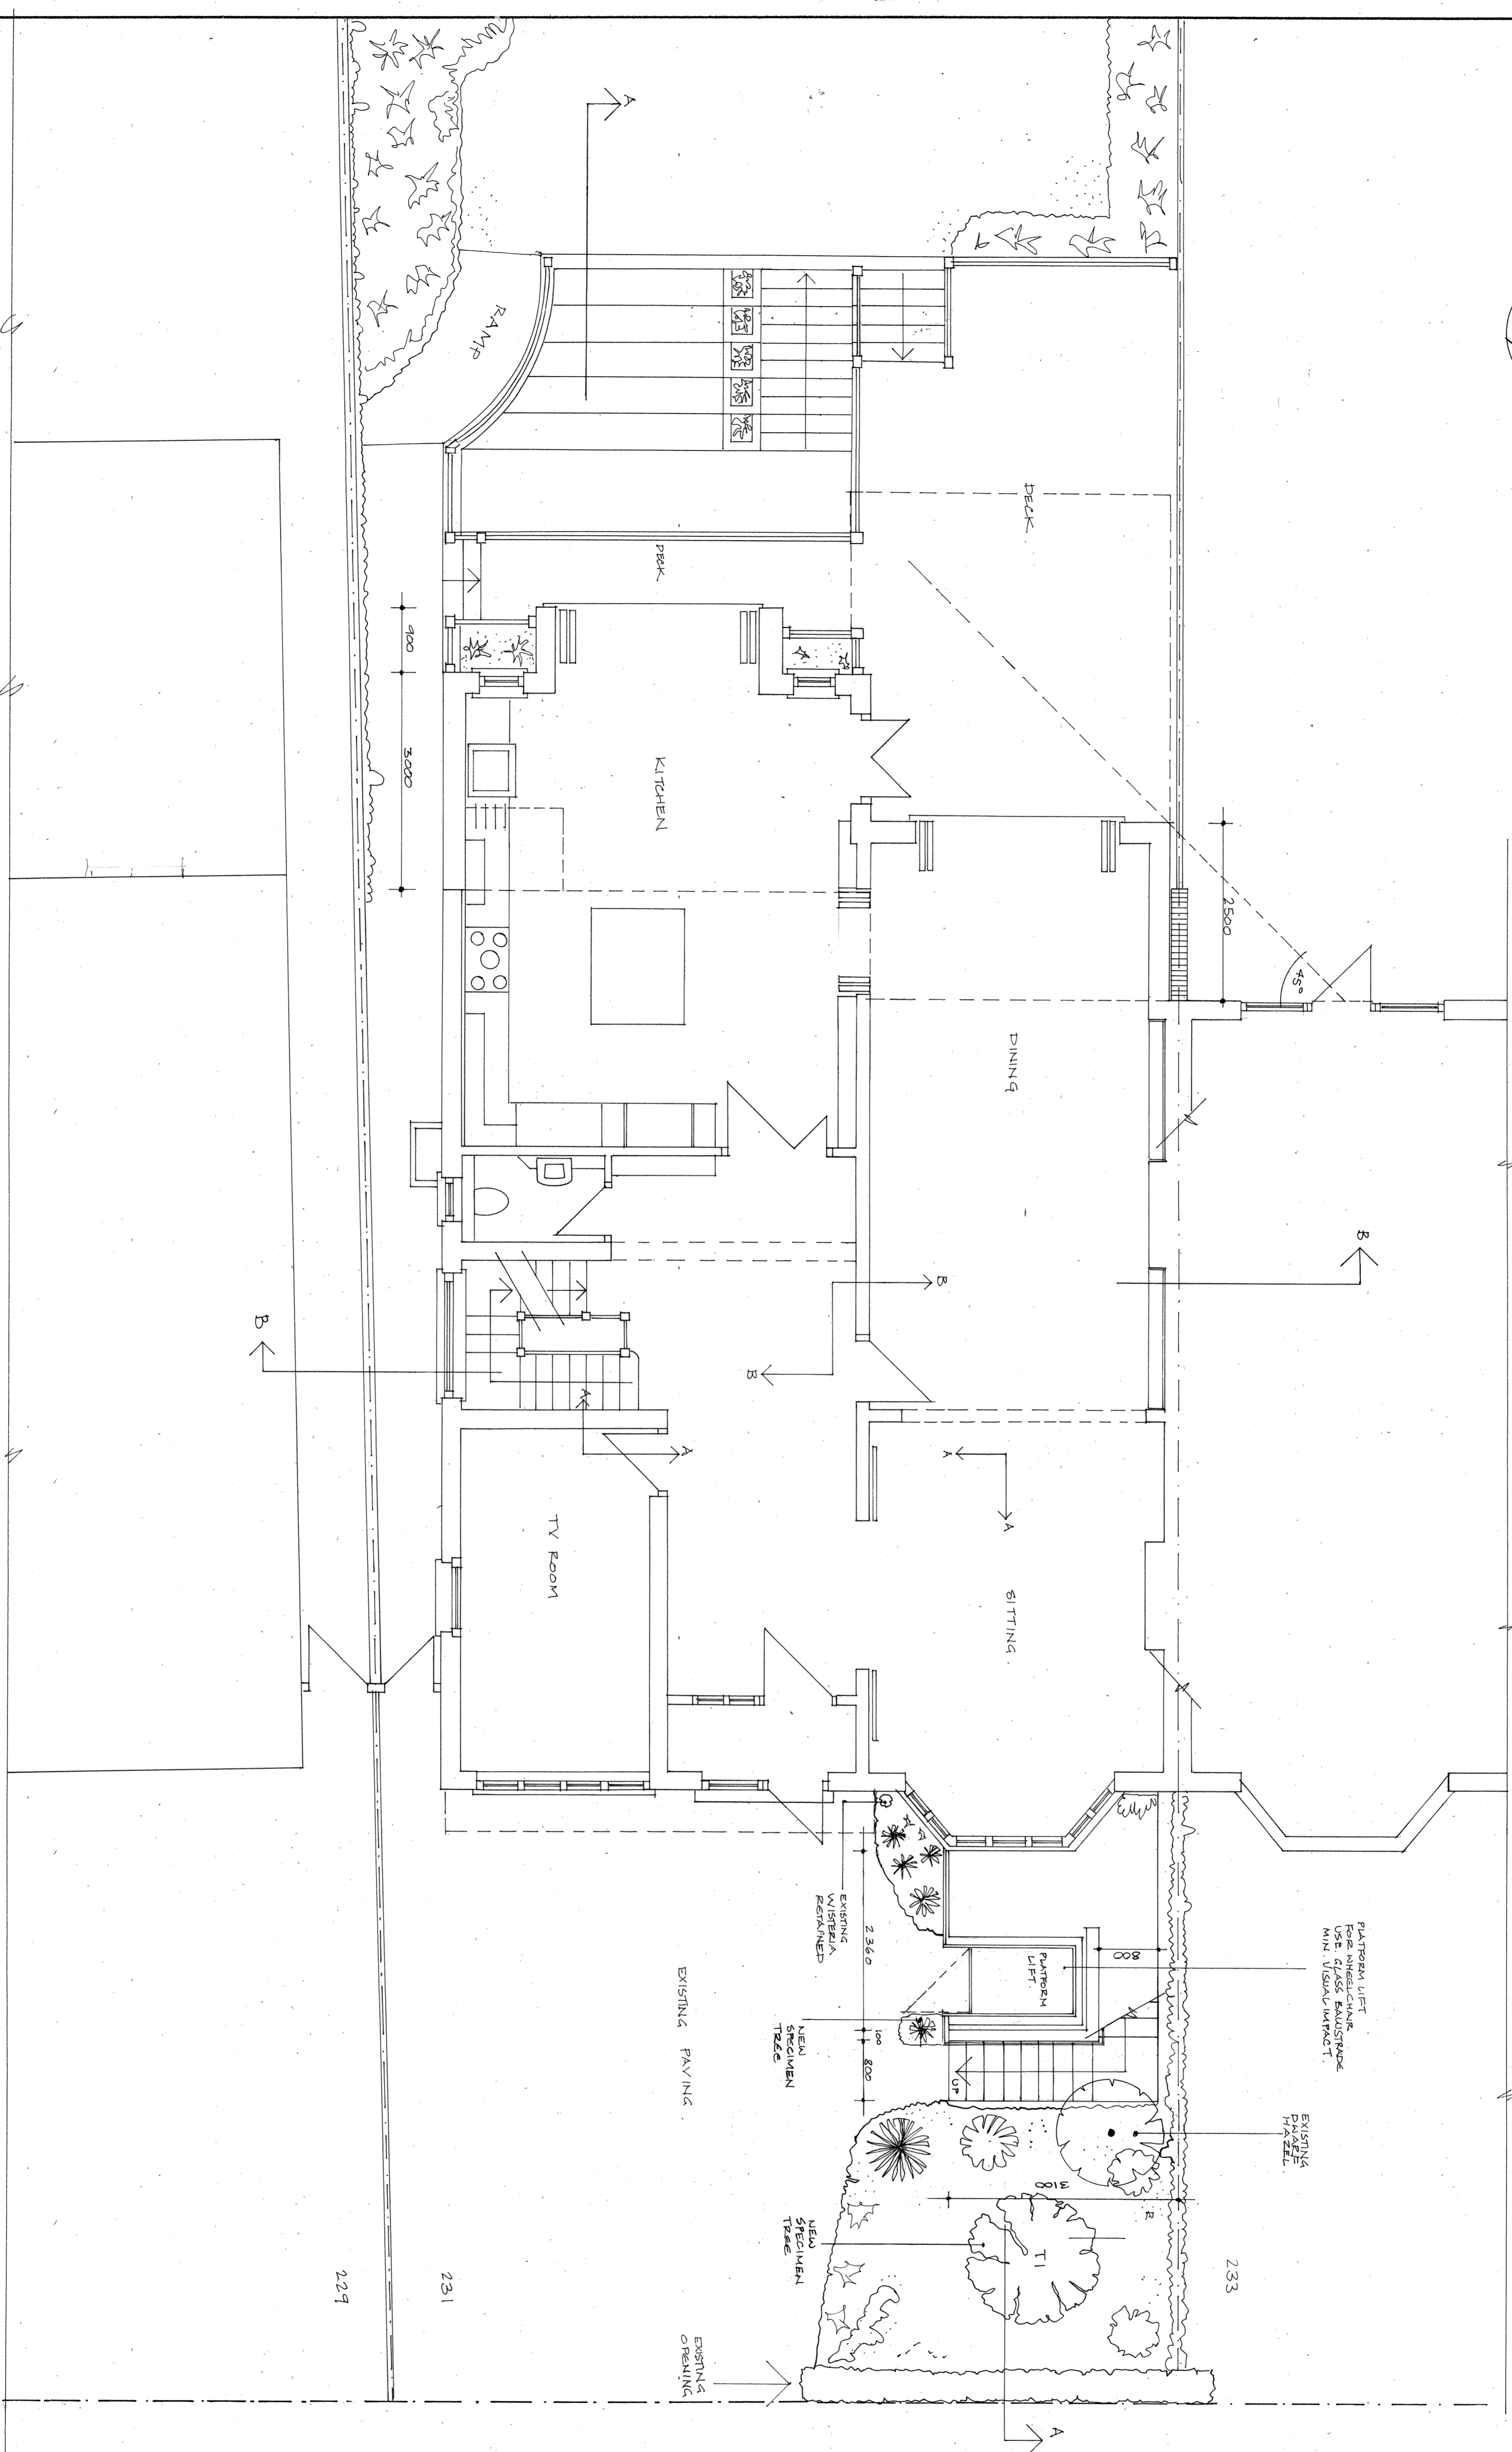 A
RAMP
DECK
DECK
900
3000
KITCHEN
2500
45°
DINING
B
B
B
B
A
A
A
A
TV ROOM
SITTING
EXISTING
WISTERIA
RETAINED
2360
100
800
800
PLATFORM
LIFT.
UP
PLATFORM LIFT
FOR WHEELCHAIR
USE. GLASS BALUSTRADE
MIN. VISUAL IMPACT.
NEW
SPECIMEN
TREE
EXISTING PAVING.
EXISTING
DWARF
HAZEL.
3100
T1
NEW
SPECIMEN
TREE
233
231
229
EXISTING
OPENING
A